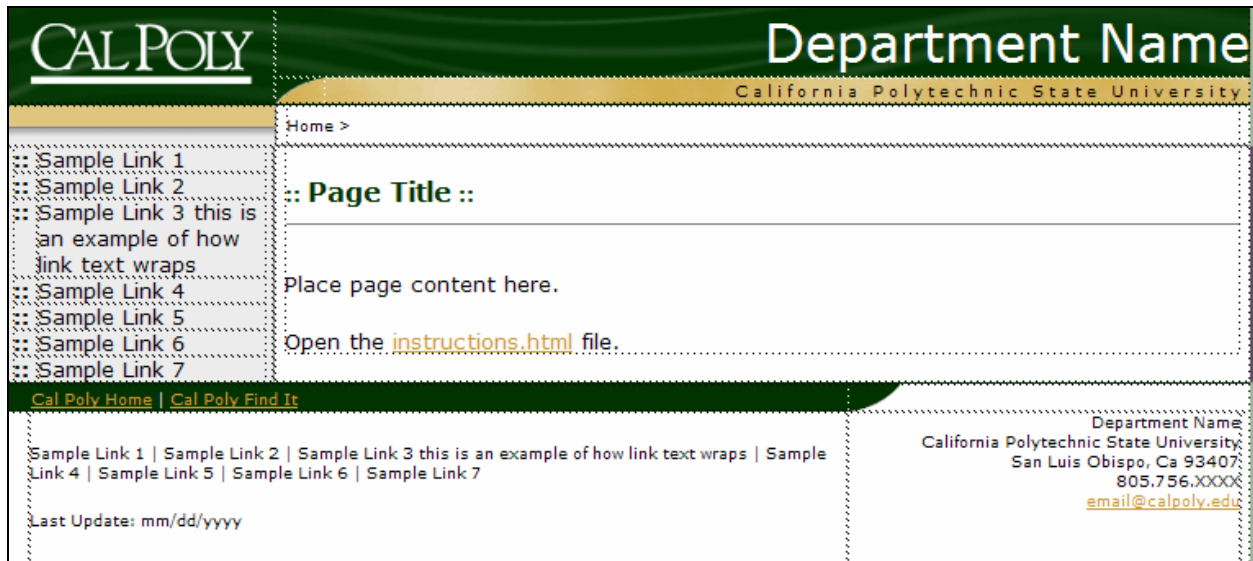 CAL POLY
Department Name
California Polytechnic State University
Home >
:: Sample Link 1
:: Sample Link 2
:: Sample Link 3 this is
an example of how
link text wraps
:: Sample Link 4
:: Sample Link 5
:: Sample Link 6
:: Sample Link 7
:: Page Title ::
Place page content here.
Open the instructions.html file.
Cal Poly Home | Cal Poly Find It
Sample Link 1 | Sample Link 2 | Sample Link 3 this is an example of how link text wraps | Sample
Link 4 | Sample Link 5 | Sample Link 6 | Sample Link 7
Last Update: mm/dd/yyyy
Department Name
California Polytechnic State University
San Luis Obispo, Ca 93407
805.756.XXXX
email@calpoly.edu